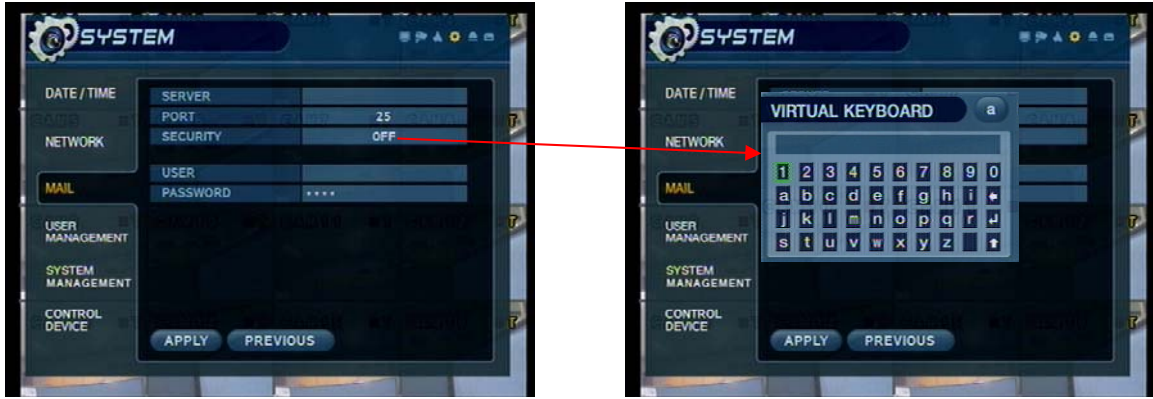 SYSTEM
DATE / TIME
NETWORK
MAIL
USER
MANAGEMENT
SYSTEM
MANAGEMENT
CONTROL
DEVICE
SERVER
PORT 25
SECURITY OFF
USER
PASSWORD ****
APPLY PREVIOUS
SYSTEM
DATE / TIME
NETWORK
MAIL
USER
MANAGEMENT
SYSTEM
MANAGEMENT
CONTROL
DEVICE
VIRTUAL KEYBOARD a
1 2 3 4 5 6 7 8 9 0
a b c d e f g h i
j k l m n o p q r
s t u v w x y z
APPLY PREVIOUS